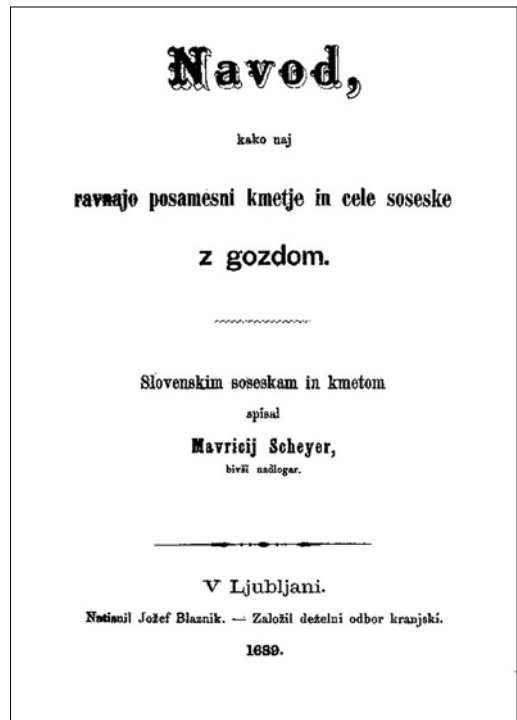 Navod,
kako naj
ravnajo posamesni kmetje in cele soseske
z gozdom.
Slovenskim soseskam in kmetom
spisal
Mavricij Scheyer,
bivši nadlogar.
V Ljubljani.
Natisnil Jožef Blaznik. — Založil deželni odbor kranjski.
1689.